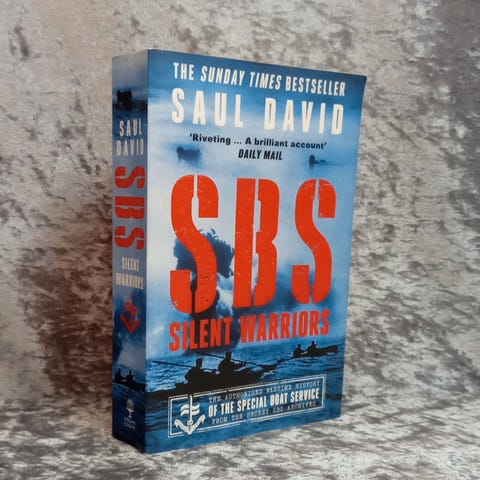 THE SUNDAY TIMES BESTSELLER
SAUL DAVID
'Riveting ... A brilliant account'
DAILY MAIL
SBS
SILENT WARRIORS
THE AUTHORISED WARTIME HISTORY
OF THE SPECIAL BOAT SERVICE
FROM THE SECRET SBS ARCHIVES
SAUL
DAVID
SBS
SILENT
WARRIORS